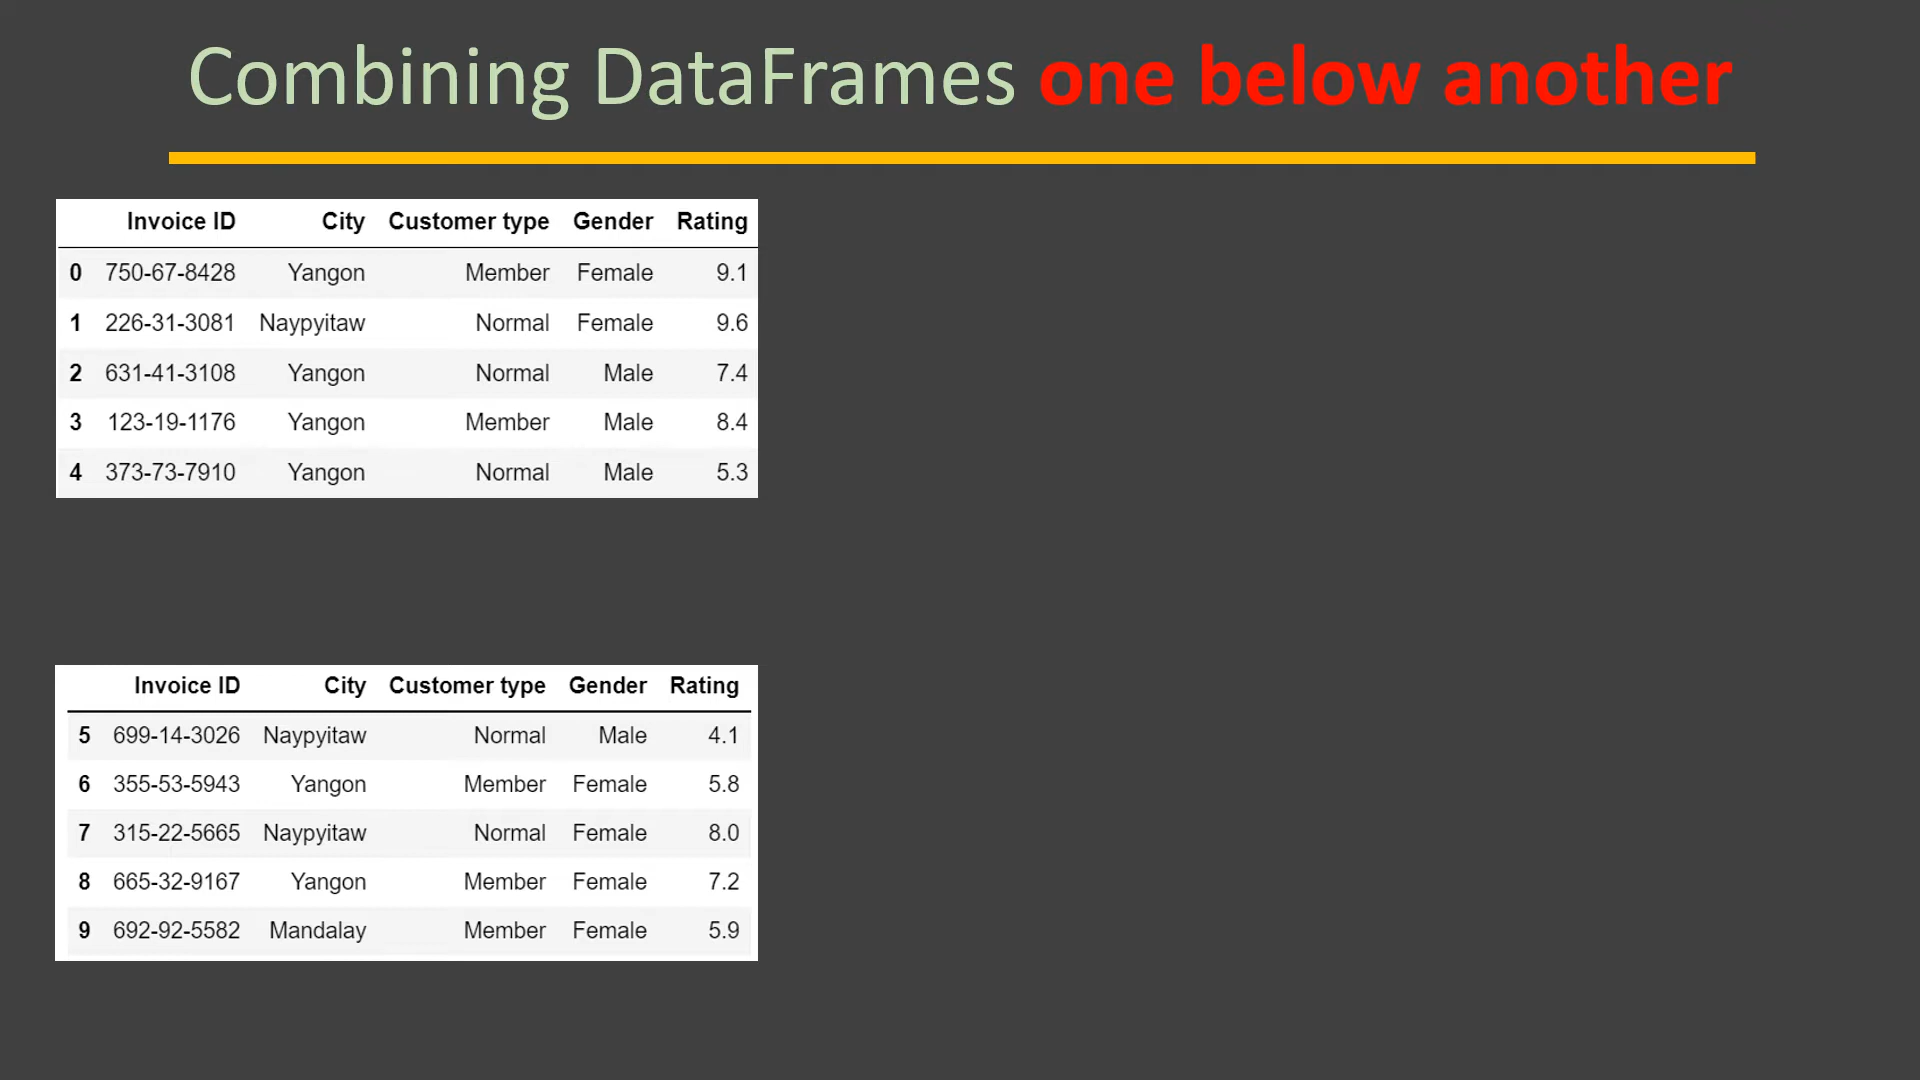 Combining DataFrames one below another
Invoice ID City Customer type Gender Rating
0 750-67-8428 Yangon Member Female 9.1
1 226-31-3081 Naypyitaw Normal Female 9.6
2 631-41-3108 Yangon Normal Male 7.4
3 123-19-1176 Yangon Member Male 8.4
4 373-73-7910 Yangon Normal Male 5.3
Invoice ID City Customer type Gender Rating
5 699-14-3026 Naypyitaw Normal Male 4.1
6 355-53-5943 Yangon Member Female 5.8
7 315-22-5665 Naypyitaw Normal Female 8.0
8 665-32-9167 Yangon Member Female 7.2
9 692-92-5582 Mandalay Member Female 5.9